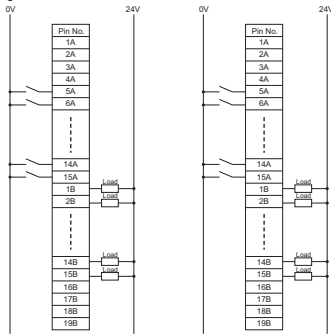 0V 24V
Pin No.
1A
2A
3A
4A
5A
6A
14A
15A
1B Load
2B Load
14B Load
15B Load
16B
17B
18B
19B
0V 24V
Pin No.
1A
2A
3A
4A
5A
6A
14A
15A
1B Load
2B Load
14B Load
15B Load
16B
17B
18B
19B